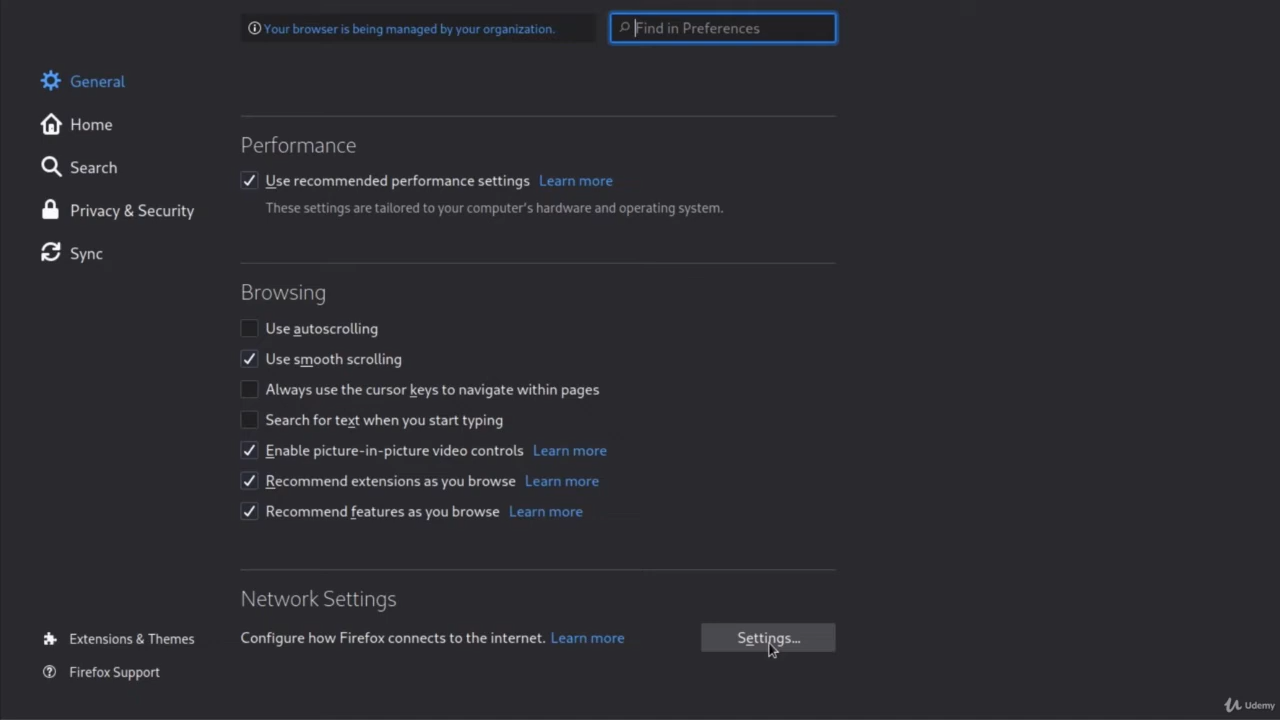 Your browser is being managed by your organization.
Find in Preferences
General
Home
Search
Privacy & Security
Sync
Performance
Use recommended performance settings Learn more
These settings are tailored to your computer's hardware and operating system.
Browsing
Use autoscrolling
Use smooth scrolling
Always use the cursor keys to navigate within pages
Search for text when you start typing
Enable picture-in-picture video controls Learn more
Recommend extensions as you browse Learn more
Recommend features as you browse Learn more
Network Settings
Configure how Firefox connects to the internet. Learn more Settings...
Extensions & Themes
Firefox Support
Udemy